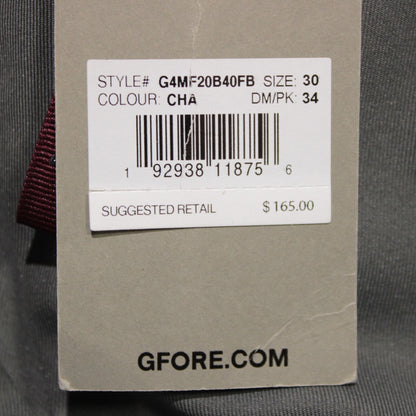 STYLE# G4MF20B40FB SIZE: 30
COLOUR: CHA DM/PK: 34
1 92938 11875 6
SUGGESTED RETAIL $ 165.00
GFORE.COM